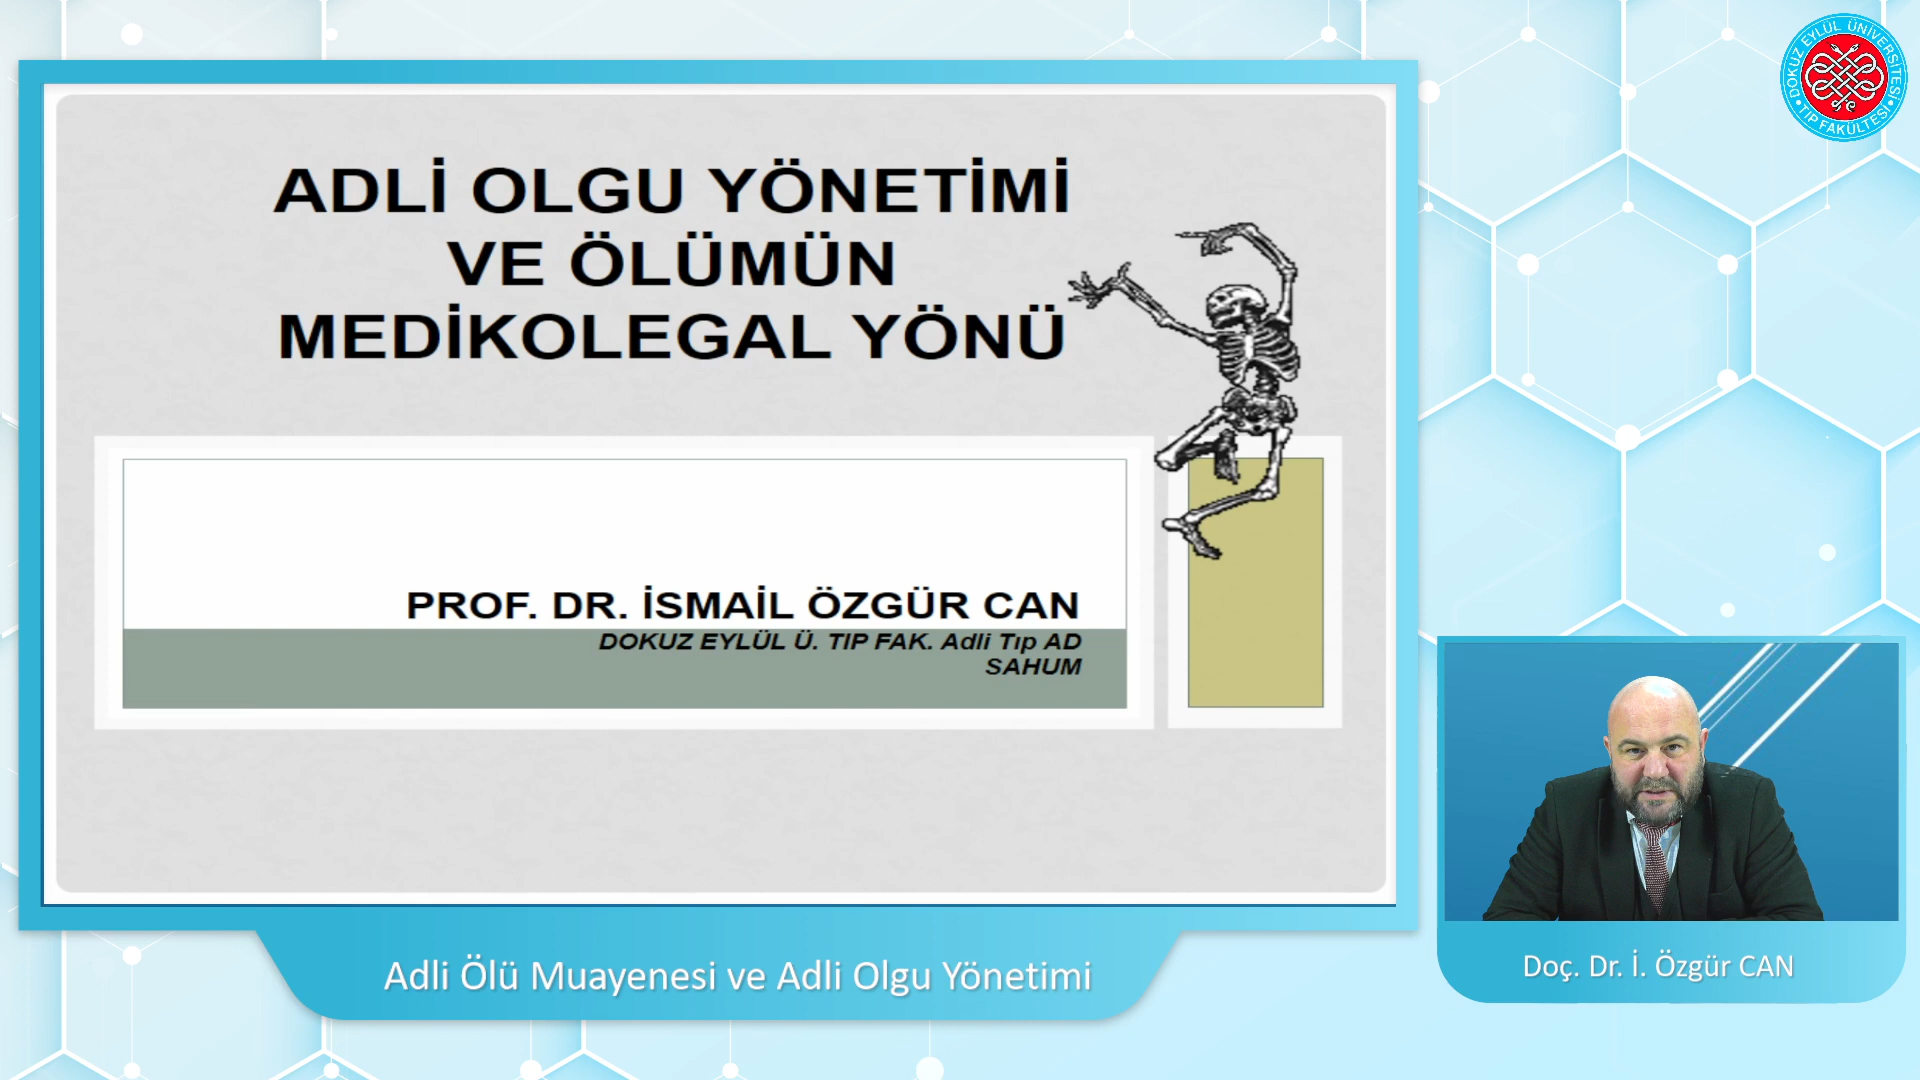 ADLİ OLGU YÖNETİMİ
VE ÖLÜMÜN
MEDİKOLEGAL YÖNÜ
PROF. DR. İSMAİL ÖZGÜR CAN
DOKUZ EYLÜL Ü. TIP FAK. Adli Tıp AD
SAHUM
Adli Ölü Muayenesi ve Adli Olgu Yönetimi
DOKUZ EYLÜL ÜNİVERSİTESİ
TIP FAKÜLTESİ
Doç. Dr. İ. Özgür CAN